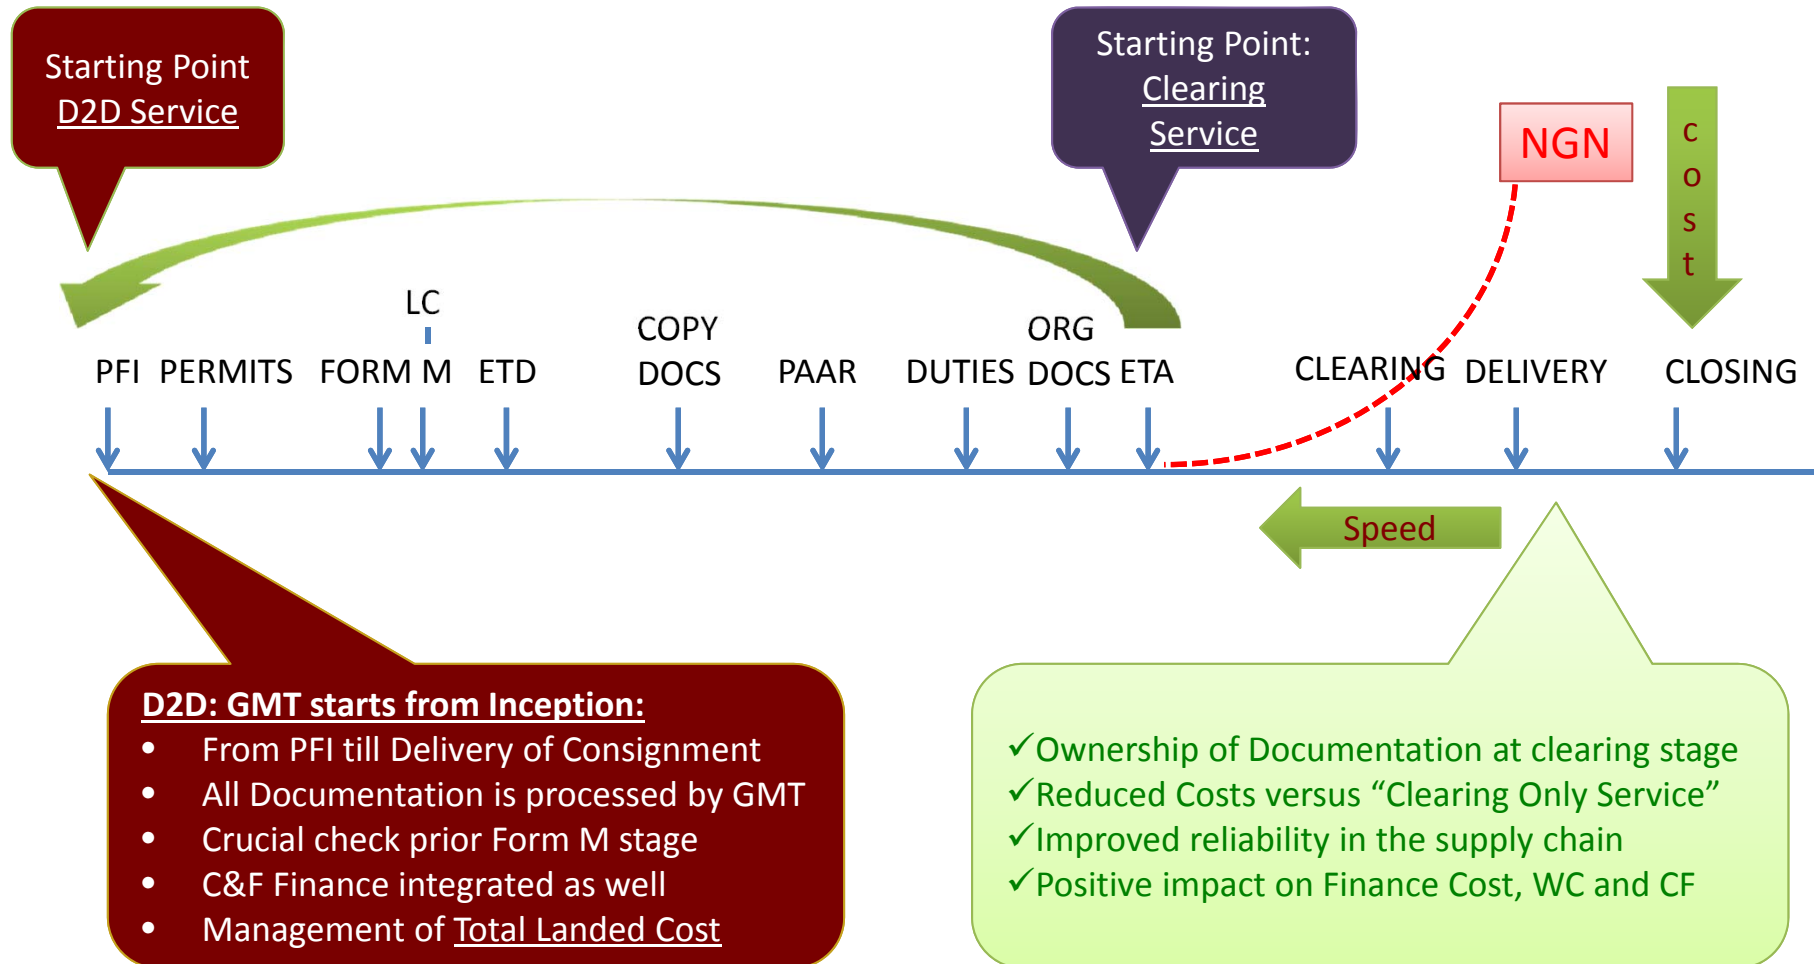 Starting Point
D2D Service
Starting Point:
Clearing
Service
NGN
c
o
s
t
LC
PFI
PERMITS
FORM M
ETD
COPY
DOCS
PAAR
DUTIES
ORG
DOCS
ETA
CLEARING
DELIVERY
CLOSING
Speed
D2D: GMT starts from Inception:
• From PFI till Delivery of Consignment
• All Documentation is processed by GMT
• Crucial check prior Form M stage
• C&F Finance integrated as well
• Management of Total Landed Cost
✓Ownership of Documentation at clearing stage
✓Reduced Costs versus “Clearing Only Service”
✓Improved reliability in the supply chain
✓Positive impact on Finance Cost, WC and CF